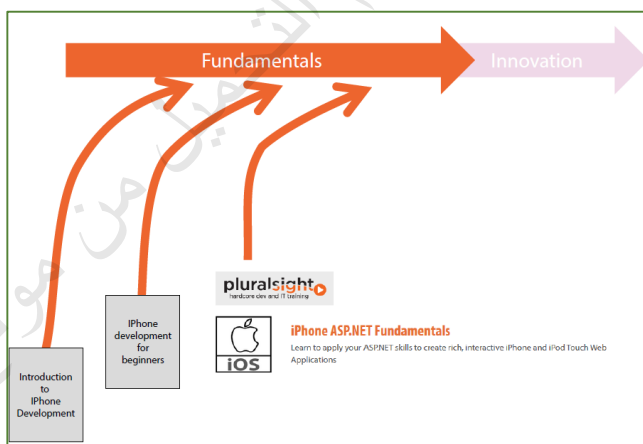 التحميل من
Fundamentals
Innovation
pluralsight
hardcore dev and IT training
IPhone
development
for
beginners
iOS
iPhone ASP.NET Fundamentals
Learn to apply your ASP.NET skills to create rich, interactive iPhone and iPod Touch Web
Applications
Introduction
to
IPhone
Development